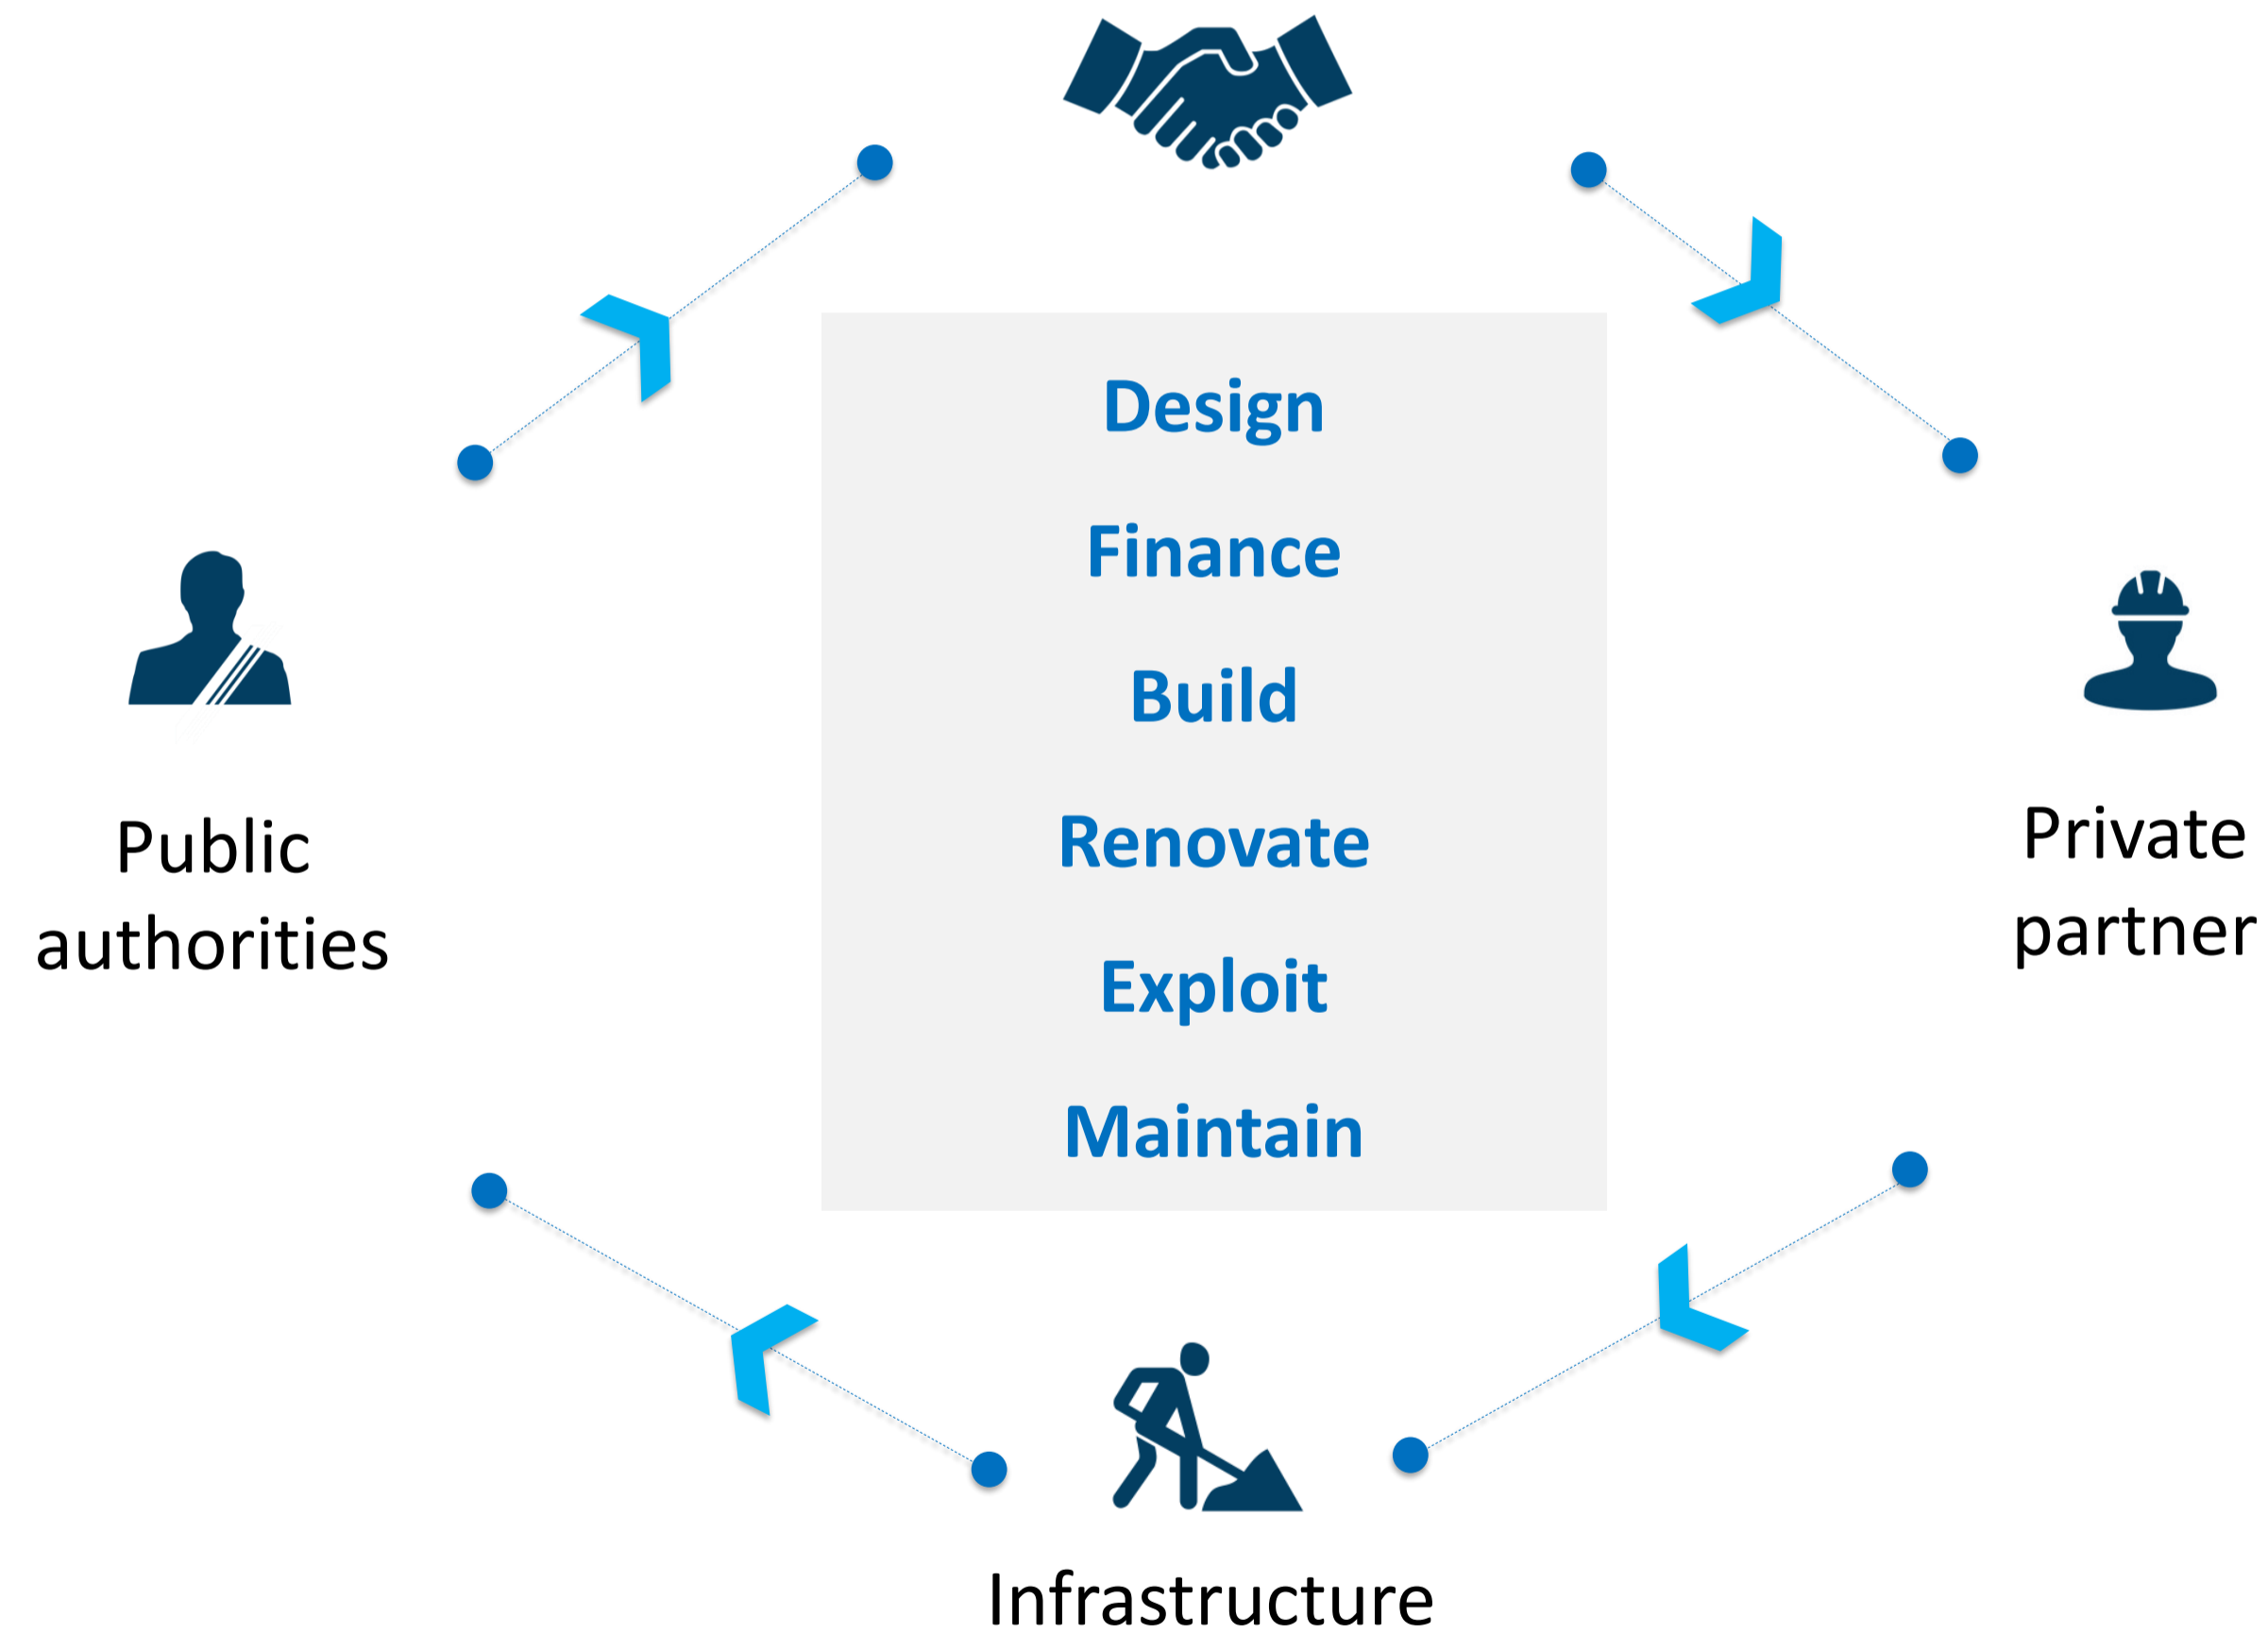 Design
Finance
Build
Renovate
Exploit
Maintain
Public
authorities
Private
partner
Infrastructure